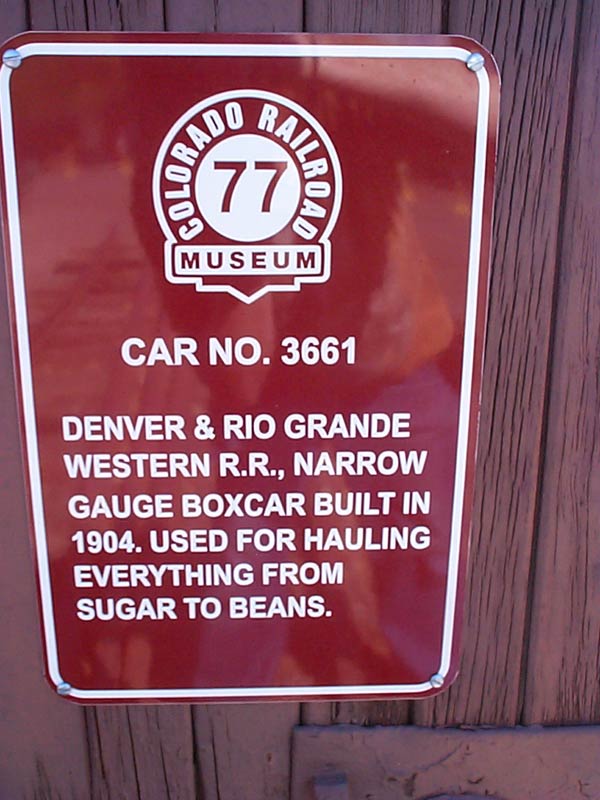 COLORADO RAILROAD
77
MUSEUM
CAR NO. 3661
DENVER & RIO GRANDE
WESTERN R.R., NARROW
GAUGE BOXCAR BUILT IN
1904. USED FOR HAULING
EVERYTHING FROM
SUGAR TO BEANS.